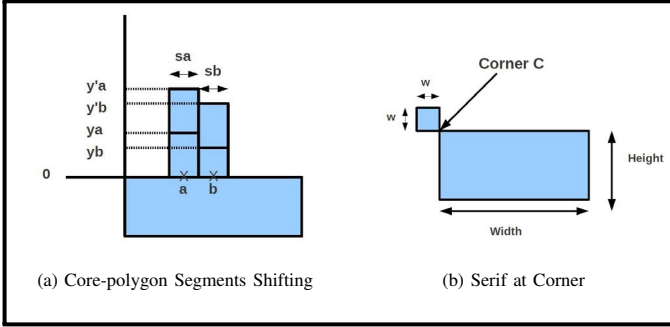 sa
sb
y'a
y'b
ya
yb
0
a
b
Corner C
w
w
Height
Width
(a) Core-polygon Segments Shifting
(b) Serif at Corner